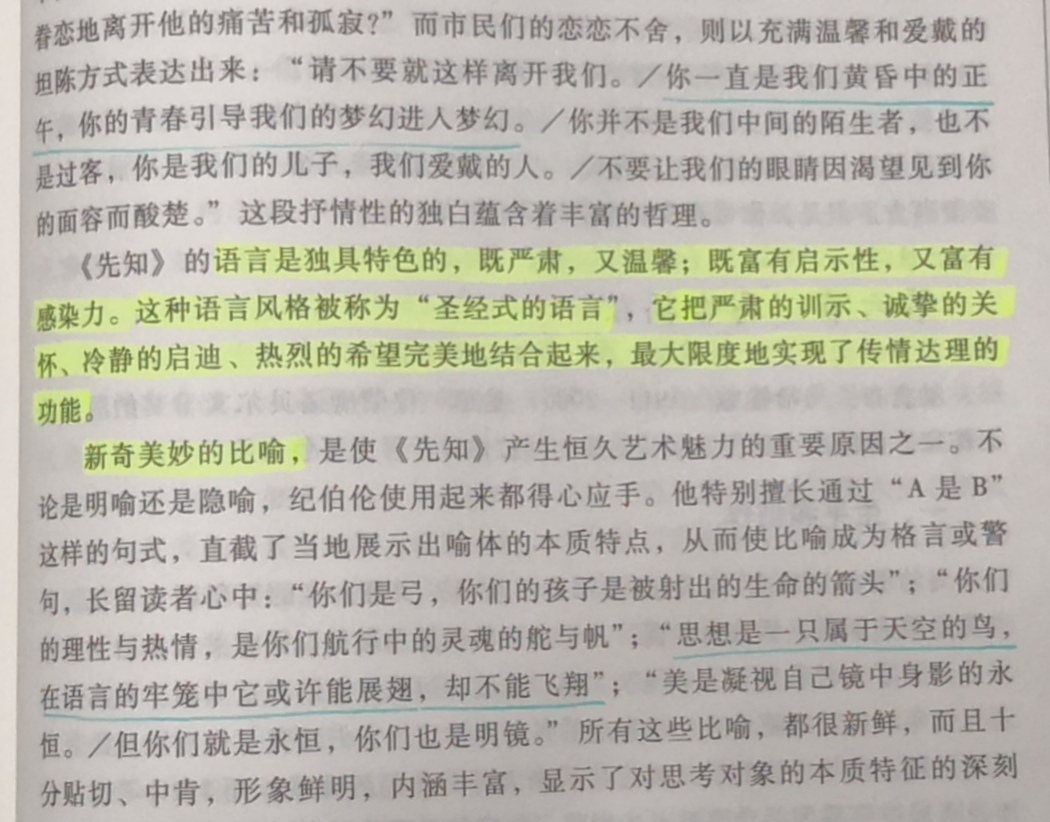 眷恋地离开他的痛苦和孤寂?” 而市民们的恋恋不舍，则以充满温馨和爱戴的
坦陈方式表达出来：“请不要就这样离开我们。／你一直是我们黄昏中的正
午，你的青春引导我们的梦幻进入梦幻。／你并不是我们中间的陌生者，也不
是过客，你是我们的儿子，我们爱戴的人。／不要让我们的眼睛因渴望见到你
的面容而酸楚。” 这段抒情性的独白蕴含着丰富的哲理。
《先知》的语言是独具特色的，既严肃，又温馨；既富有启示性，又富有
感染力。这种语言风格被称为“圣经式的语言”，它把严肃的训示、诚挚的关
怀、冷静的启迪、热烈的希望完美地结合起来，最大限度地实现了传情达理的
功能。
新奇美妙的比喻，是使《先知》产生恒久艺术魅力的重要原因之一。不
论是明喻还是隐喻，纪伯伦使用起来都得心应手。他特别擅长通过“A 是 B”
这样的句式，直截了当地展示出喻体的本质特点，从而使比喻成为格言或警
句，长留读者心中：“你们是弓，你们的孩子是被射出的生命的箭头”；“你们
的理性与热情，是你们航行中的灵魂的舵与帆”；“思想是一只属于天空的鸟，
在语言的牢笼中它或许能展翅，却不能飞翔”；“美是凝视自己镜中身影的永
恒。／但你们就是永恒，你们也是明镜。” 所有这些比喻，都很新鲜，而且十
分贴切、中肯，形象鲜明，内涵丰富，显示了对思考对象的本质特征的深刻